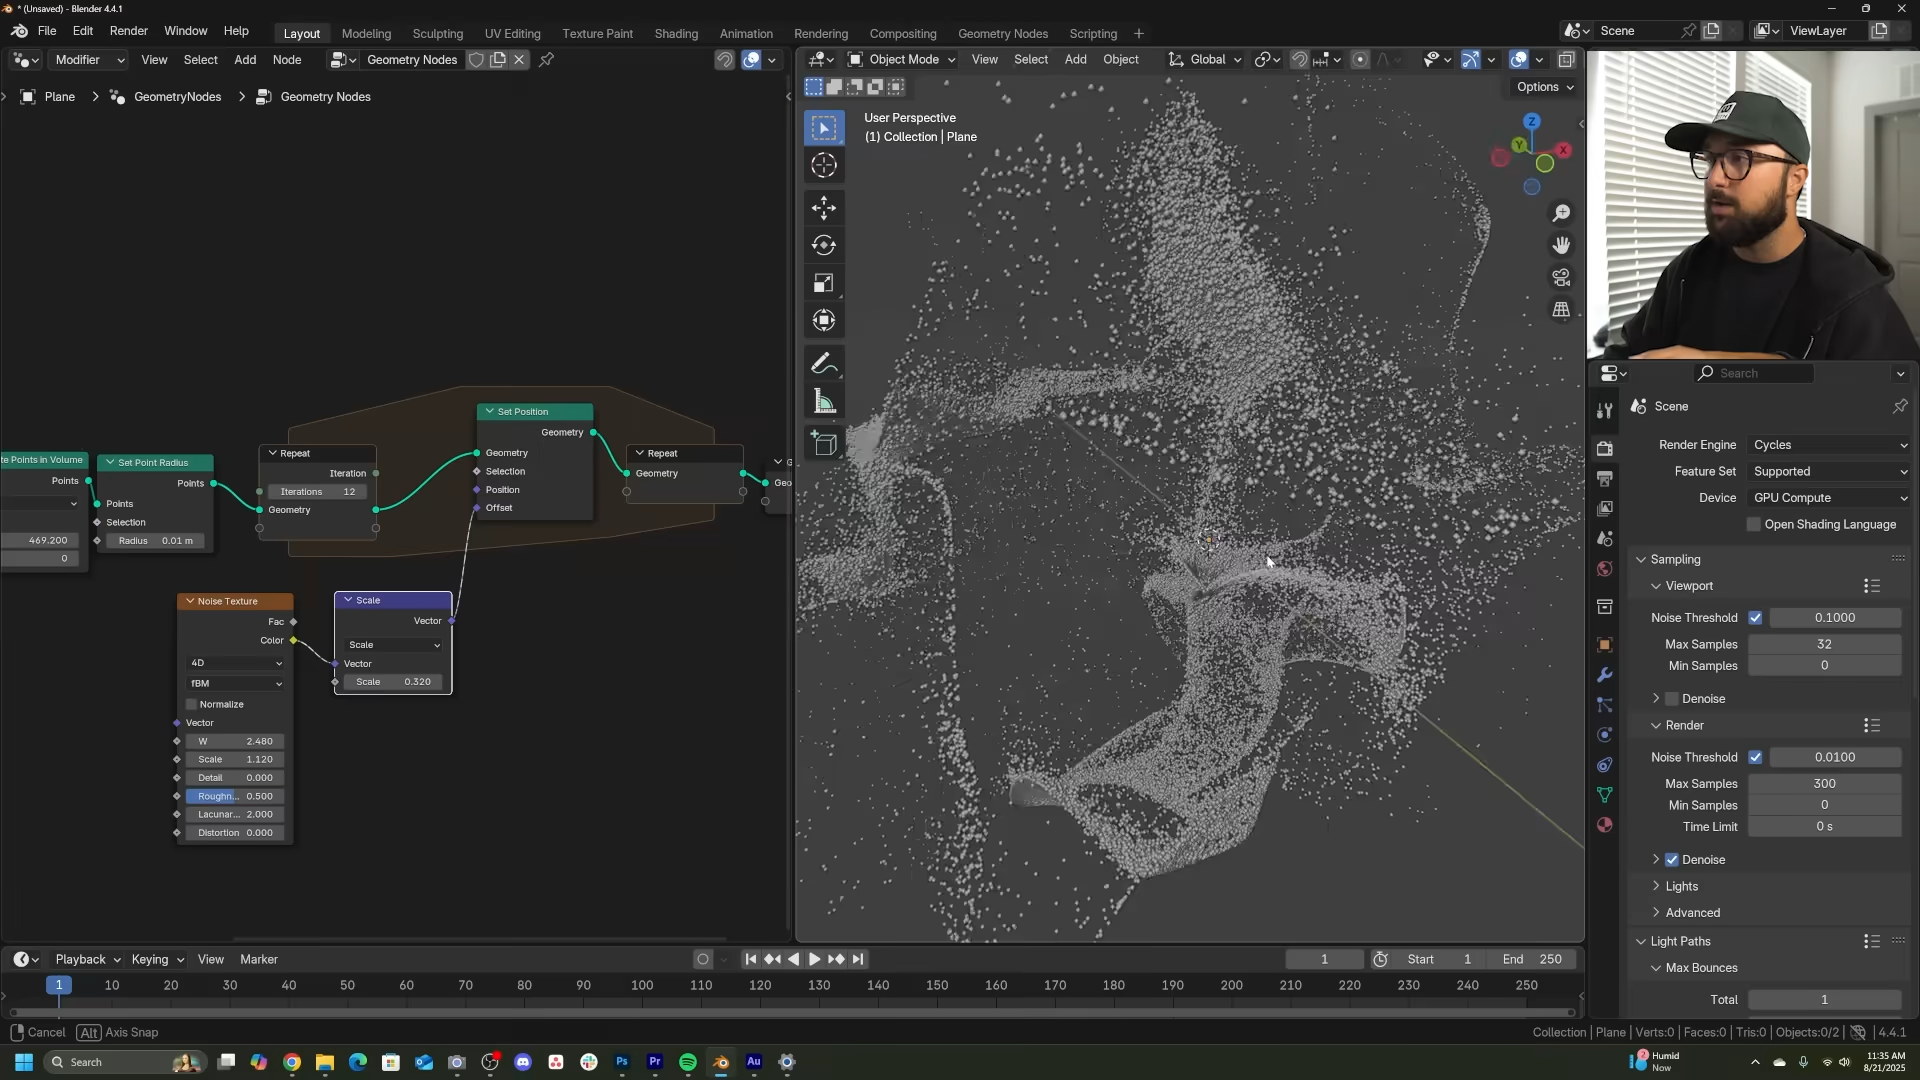 * (Unsaved) - Blender 4.4.1
File Edit Render Window Help
Layout Modeling Sculpting UV Editing Texture Paint Shading Animation Rendering Compositing Geometry Nodes Scripting +
Scene
ViewLayer
Modifier View Select Add Node Geometry Nodes
Object Mode View Select Add Object Global
Plane > GeometryNodes > Geometry Nodes
Options
User Perspective
(1) Collection | Plane
Z
Y
X
te Points in Volume
Points
469.200
0
Set Point Radius
Points
Points
Selection
Radius 0.01 m
Repeat
Iteration
Iterations 12
Geometry
Set Position
Geometry
Geometry
Selection
Position
Offset
Repeat
Geometry
G
Geo
Noise Texture
Fac
Color
4D
fBM
Normalize
Vector
W 2.480
Scale 1.120
Detail 0.000
Roughn... 0.500
Lacunar... 2.000
Distortion 0.000
Scale
Vector
Scale
Vector
Scale 0.320
Search
Scene
Render Engine Cycles
Feature Set Supported
Device GPU Compute
Open Shading Language
Sampling
Viewport
Noise Threshold 0.1000
Max Samples 32
Min Samples 0
Denoise
Render
Noise Threshold 0.0100
Max Samples 300
Min Samples 0
Time Limit 0 s
Denoise
Lights
Advanced
Light Paths
Max Bounces
Total 1
Playback Keying View Marker
1 Start 1 End 250
1 10 20 30 40 50 60 70 80 90 100 110 120 130 140 150 160 170 180 190 200 210 220 230 240 250
Cancel Alt Axis Snap
Collection | Plane | Verts:0 | Faces:0 | Tris:0 | Objects:0/2 | 4.4.1
Search
Ps
Pr
Au
2
Humid
Now
11:35 AM
8/21/2025